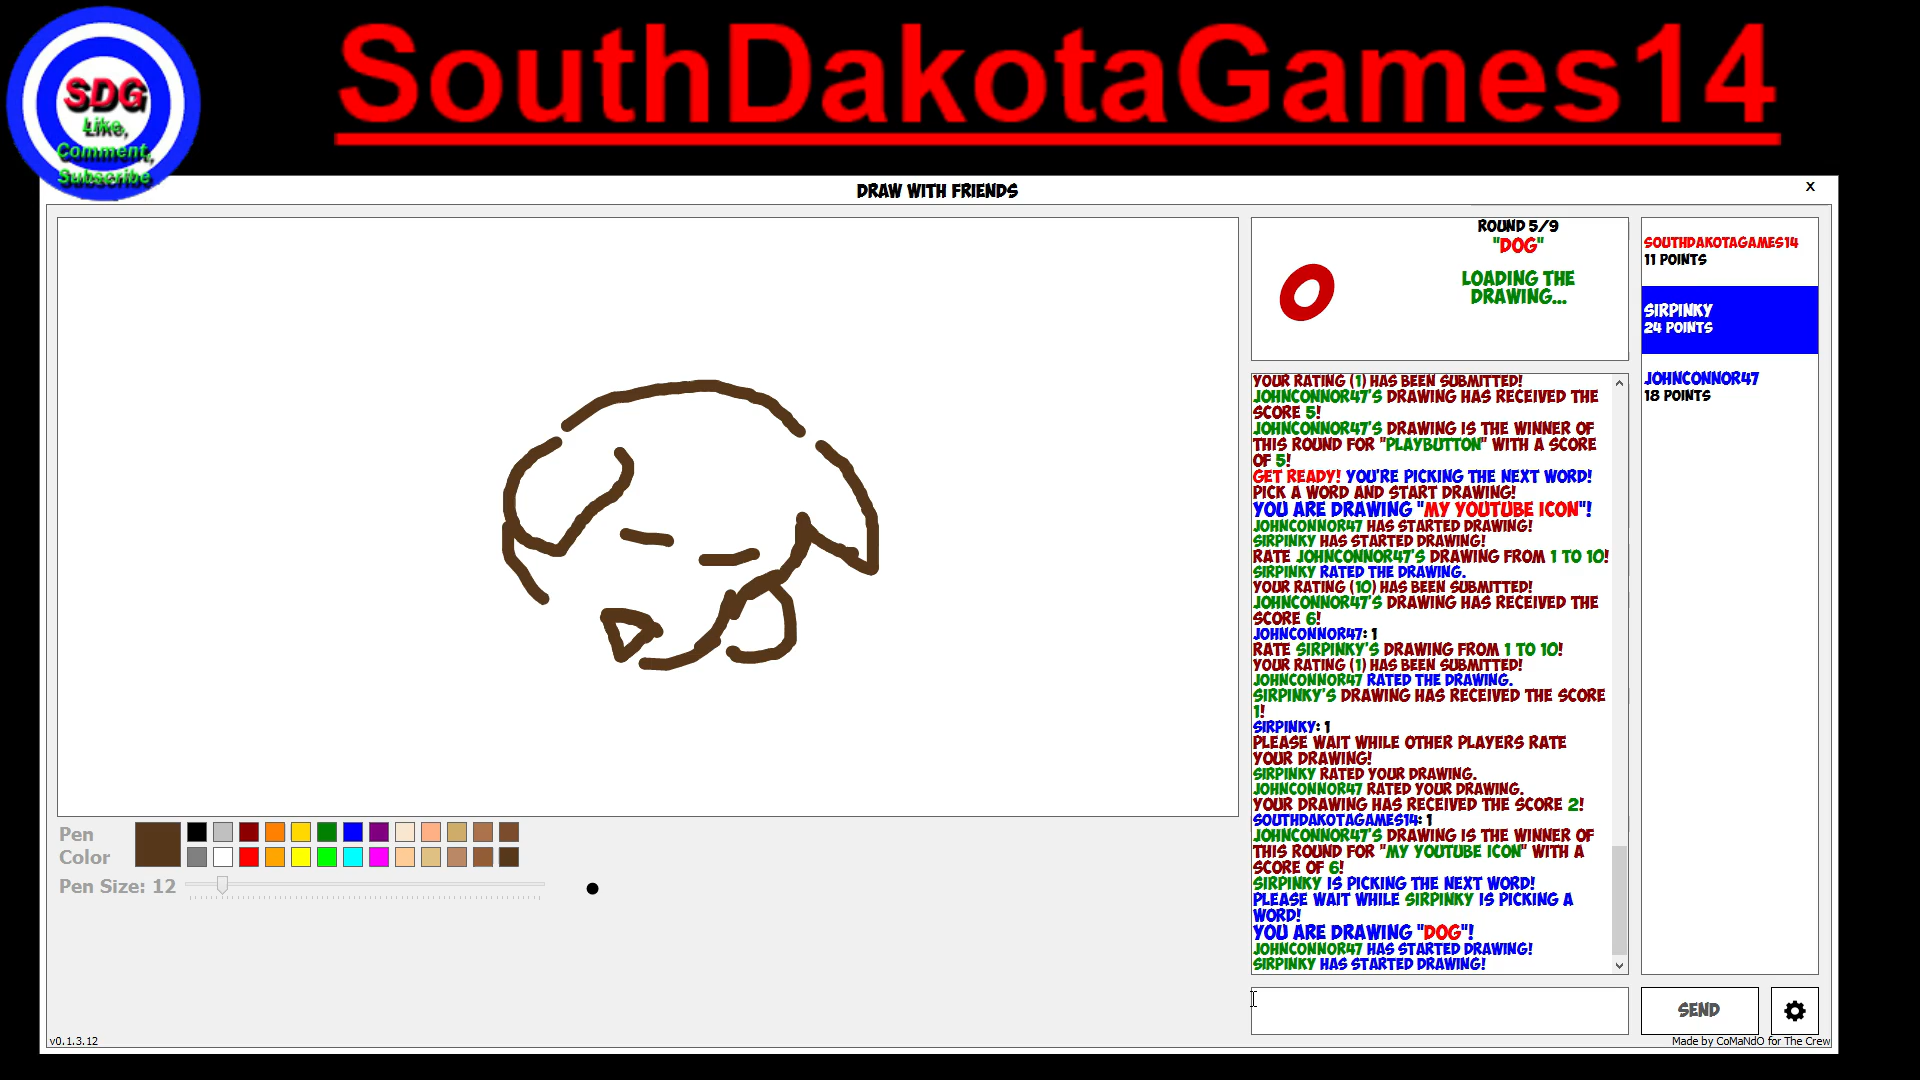 SouthDakotaGames14
SDG
Like,
Comment,
Subscribe
DRAW WITH FRIENDS
X
ROUND 5/9
"DOG"
LOADING THE
DRAWING...
SOUTHDAKOTAGAMES14
11 POINTS
SIRPINKY
24 POINTS
JOHNCONNOR47
18 POINTS
YOUR RATING (1) HAS BEEN SUBMITTED!
JOHNCONNOR47'S DRAWING HAS RECEIVED THE
SCORE 5!
JOHNCONNOR47'S DRAWING IS THE WINNER OF
THIS ROUND FOR "PLAYBUTTON" WITH A SCORE
OF 5!
GET READY! YOU'RE PICKING THE NEXT WORD!
PICK A WORD AND START DRAWING!
YOU ARE DRAWING "MY YOUTUBE ICON"!
JOHNCONNOR47 HAS STARTED DRAWING!
SIRPINKY HAS STARTED DRAWING!
RATE JOHNCONNOR47'S DRAWING FROM 1 TO 10!
SIRPINKY RATED THE DRAWING.
YOUR RATING (10) HAS BEEN SUBMITTED!
JOHNCONNOR47'S DRAWING HAS RECEIVED THE
SCORE 6!
JOHNCONNOR47: 1
RATE SIRPINKY'S DRAWING FROM 1 TO 10!
YOUR RATING (1) HAS BEEN SUBMITTED!
JOHNCONNOR47 RATED THE DRAWING.
SIRPINKY'S DRAWING HAS RECEIVED THE SCORE
1!
SIRPINKY: 1
PLEASE WAIT WHILE OTHER PLAYERS RATE
YOUR DRAWING!
SIRPINKY RATED YOUR DRAWING.
JOHNCONNOR47 RATED YOUR DRAWING.
YOUR DRAWING HAS RECEIVED THE SCORE 2!
SOUTHDAKOTAGAMES14: 1
JOHNCONNOR47'S DRAWING IS THE WINNER OF
THIS ROUND FOR "MY YOUTUBE ICON" WITH A
SCORE OF 6!
SIRPINKY IS PICKING THE NEXT WORD!
PLEASE WAIT WHILE SIRPINKY IS PICKING A
WORD!
YOU ARE DRAWING "DOG"!
JOHNCONNOR47 HAS STARTED DRAWING!
SIRPINKY HAS STARTED DRAWING!
Pen
Color
Pen Size: 12
SEND
v0.1.3.12
Made by CoMaNdO for The Crew